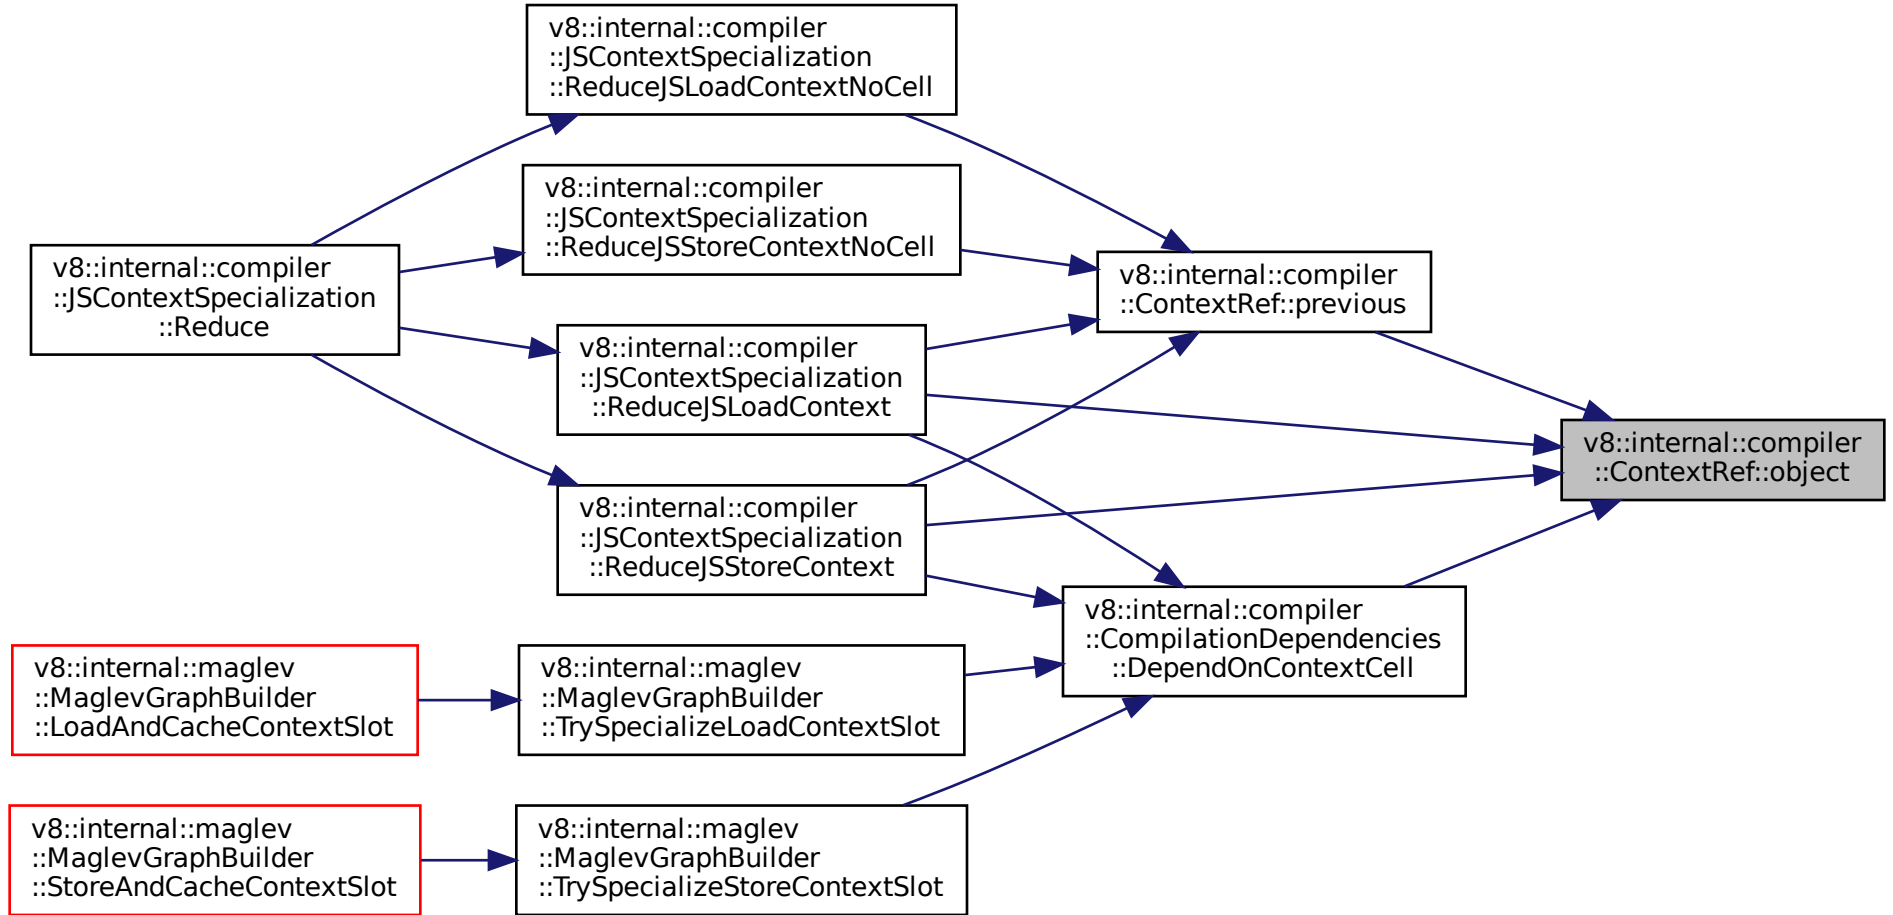 v8::internal::compiler
::JSContextSpecialization
::ReduceJSLoadContextNoCell
v8::internal::compiler
::JSContextSpecialization
::ReduceJSStoreContextNoCell
v8::internal::compiler
::JSContextSpecialization
::Reduce
v8::internal::compiler
::ContextRef::previous
v8::internal::compiler
::JSContextSpecialization
::ReduceJSLoadContext
v8::internal::compiler
::ContextRef::object
v8::internal::compiler
::JSContextSpecialization
::ReduceJSStoreContext
v8::internal::compiler
::CompilationDependencies
::DependOnContextCell
v8::internal::maglev
::MaglevGraphBuilder
::LoadAndCacheContextSlot
v8::internal::maglev
::MaglevGraphBuilder
::TrySpecializeLoadContextSlot
v8::internal::maglev
::MaglevGraphBuilder
::StoreAndCacheContextSlot
v8::internal::maglev
::MaglevGraphBuilder
::TrySpecializeStoreContextSlot